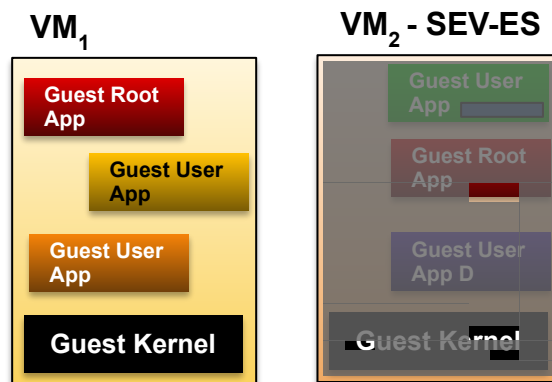 VM1
Guest Root
App
Guest User
App
Guest User
App
Guest Kernel
VM2 - SEV-ES
Guest User
App
Guest Root
App
Guest User
App D
Guest Kernel